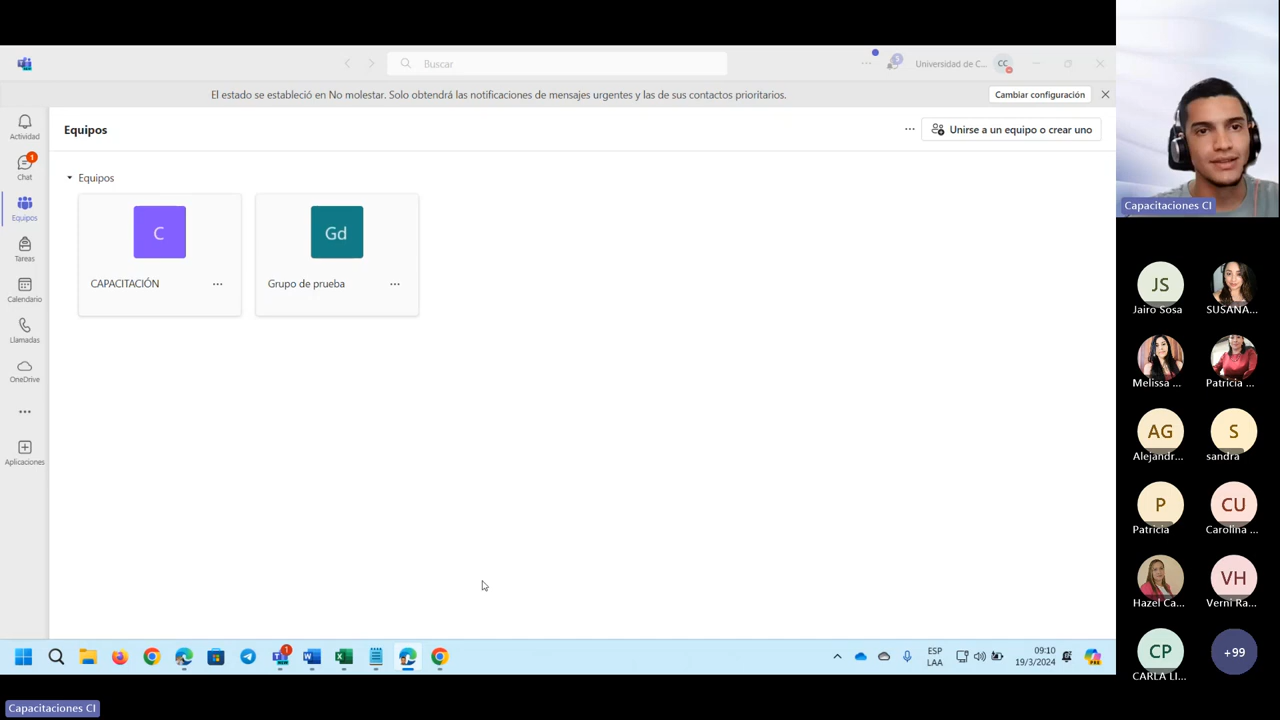 Buscar
Universidad de C...
CC
El estado se estableció en No molestar. Solo obtendrá las notificaciones de mensajes urgentes y las de sus contactos prioritarios.
Cambiar configuración
Actividad
1
Chat
Equipos
Tareas
Calendario
Llamadas
OneDrive
Aplicaciones
Equipos
Unirse a un equipo o crear uno
Equipos
C
CAPACITACIÓN
Gd
Grupo de prueba
1
ESP
LAA
09:10
19/3/2024
Capacitaciones CI
Capacitaciones CI
JS
Jairo Sosa
SUSANA...
Melissa ...
Patricia ...
AG
Alejandr...
S
sandra
P
Patricia
CU
Carolina ...
Hazel Ca...
VH
Verni Ra...
CP
CARLA LI...
+99